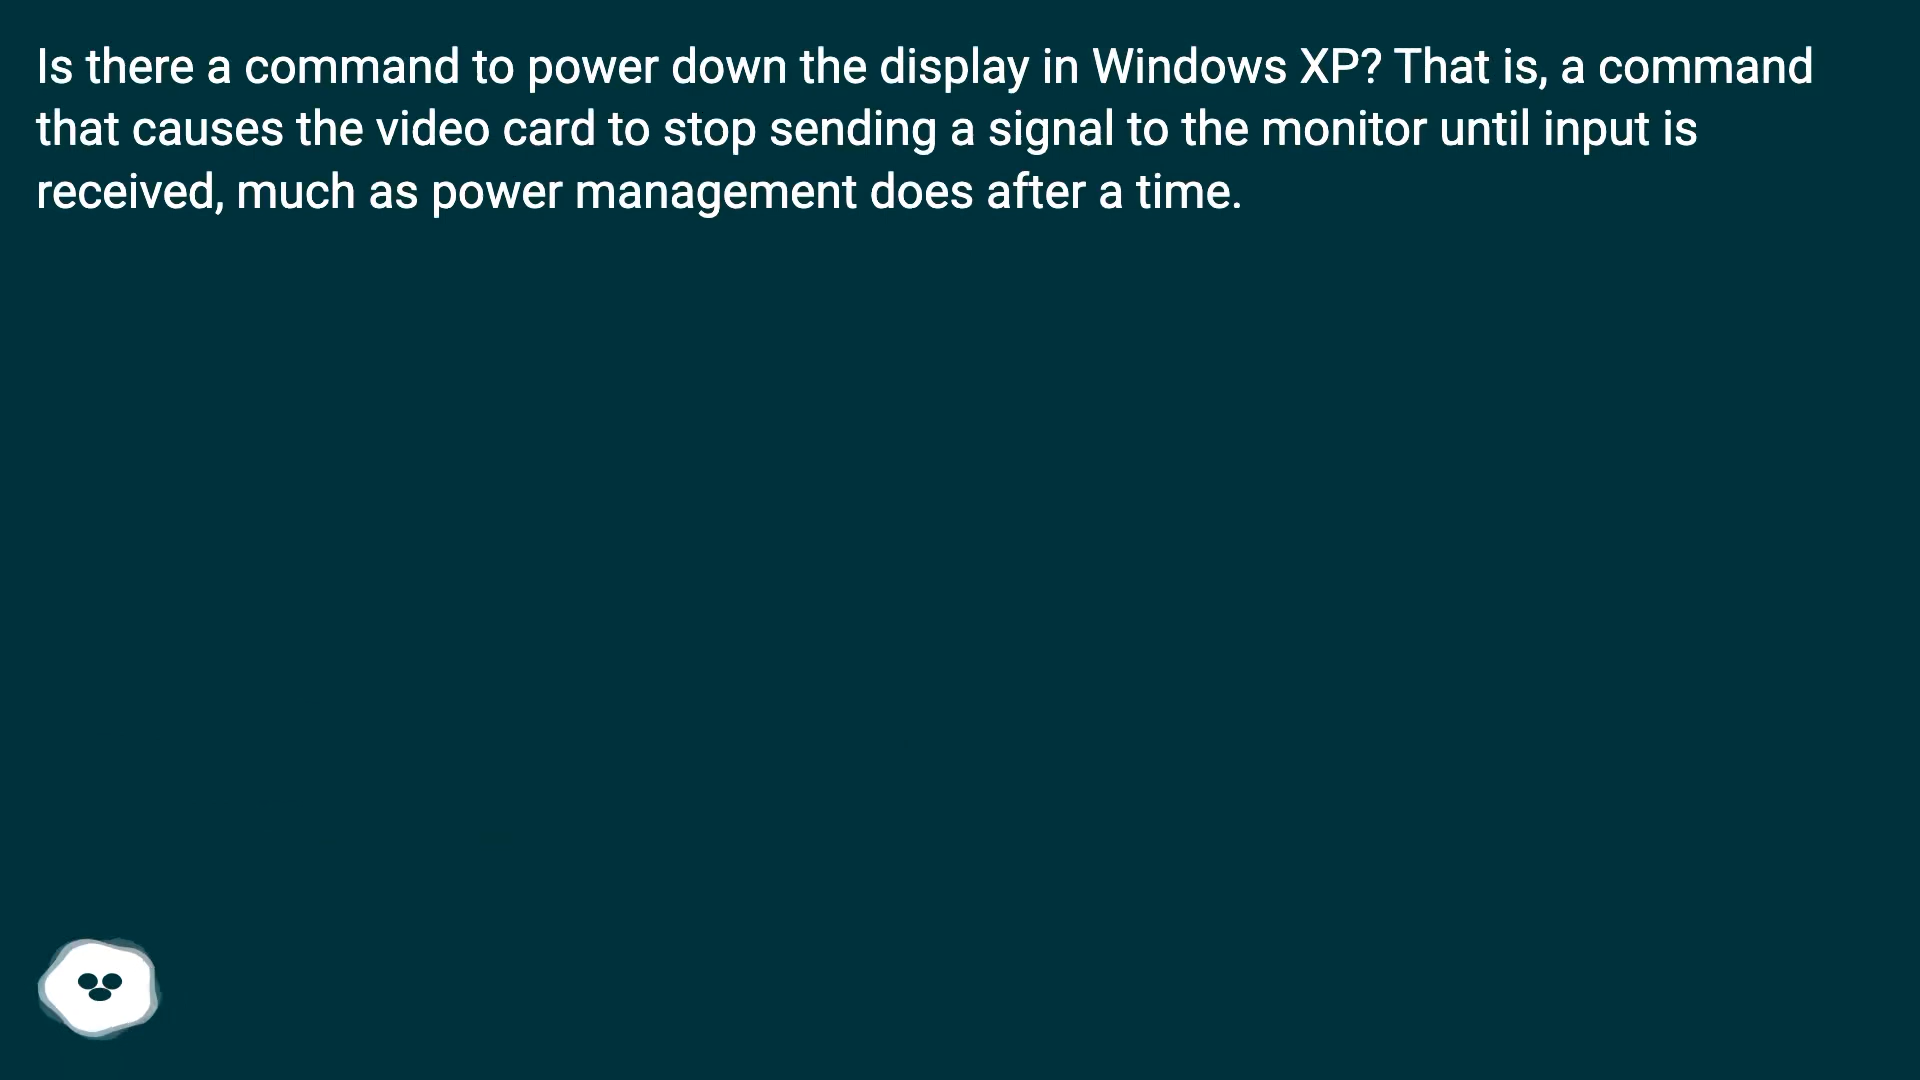 Is there a command to power down the display in Windows XP? That is, a command
that causes the video card to stop sending a signal to the monitor until input is
received, much as power management does after a time.